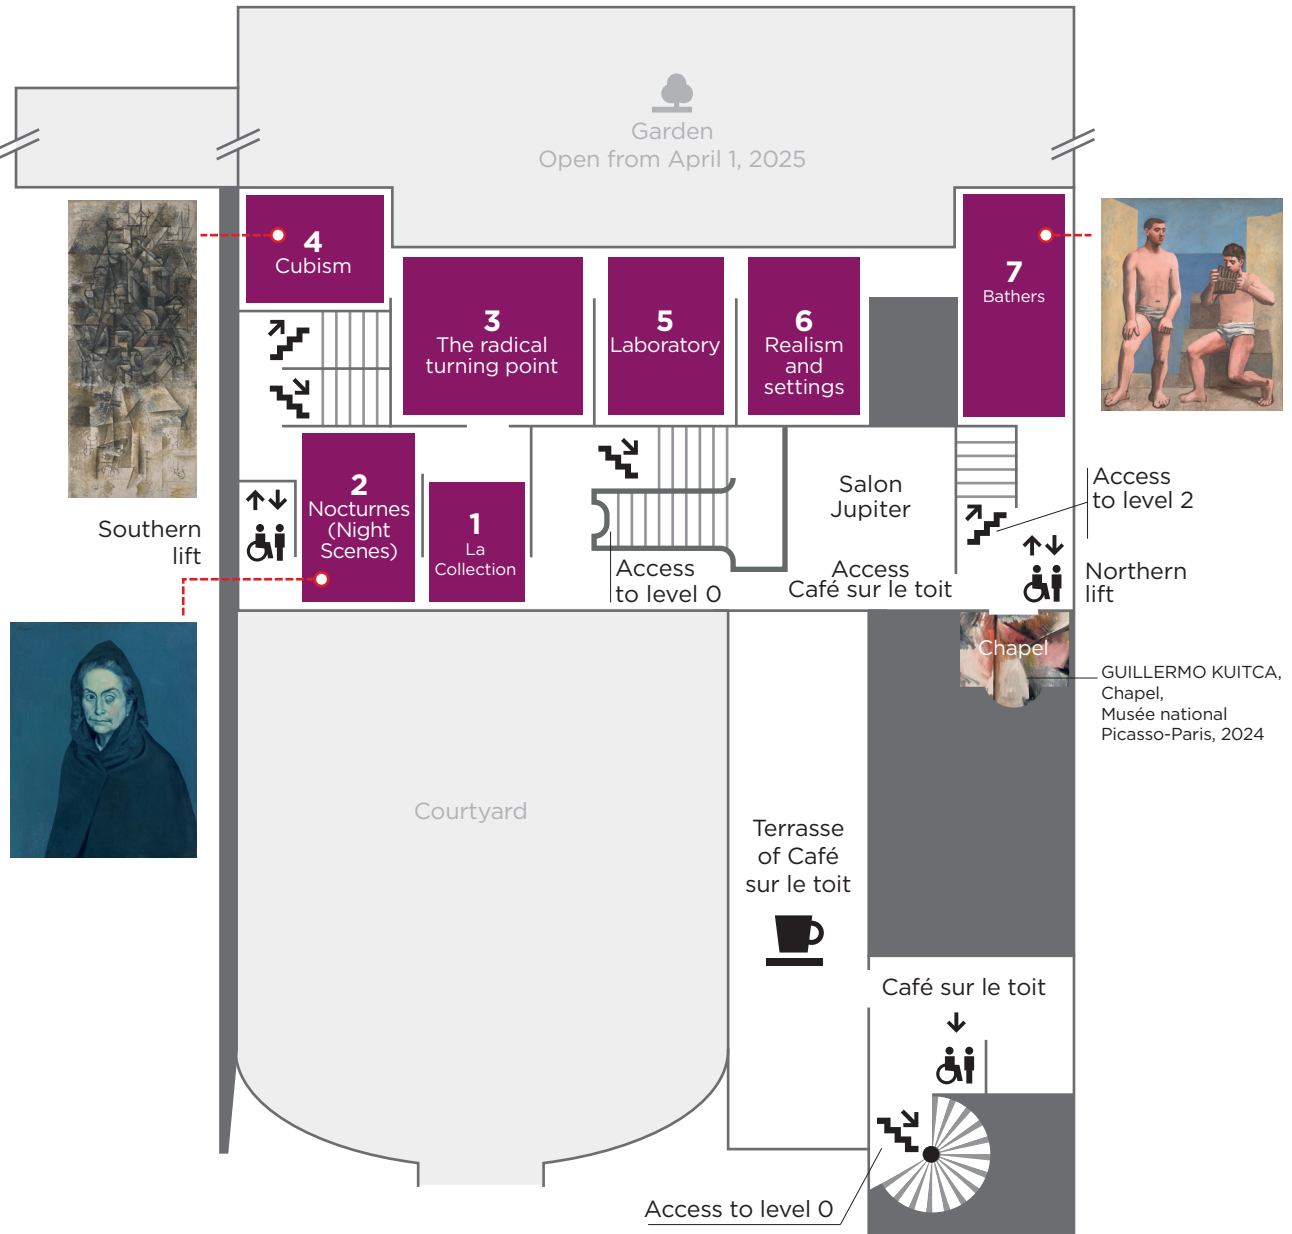 Garden
Open from April 1, 2025
4
Cubism
3
The radical
turning point
5
Laboratory
6
Realism
and
settings
7
Bathers
2
Nocturnes
(Night
Scenes)
1
La
Collection
Southern
lift
Access
to level 0
Salon
Jupiter
Access
Café sur le toit
Access
to level 2
Northern
lift
Chapel
GUILLERMO KUITCA,
Chapel,
Musée national
Picasso-Paris, 2024
Courtyard
Terrasse
of Café
sur le toit
Café sur le toit
Access to level 0